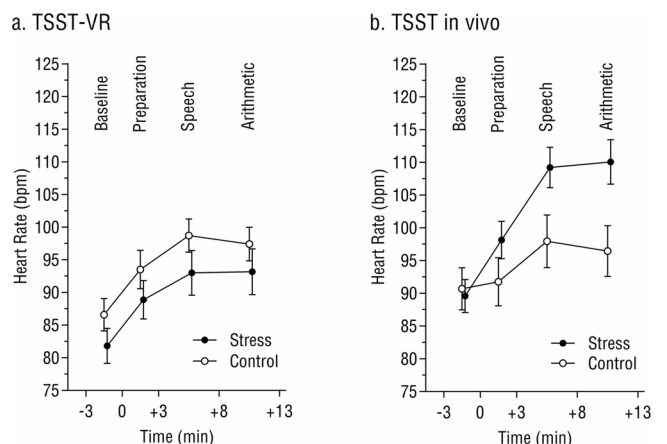 a. TSST-VR
125
120
115
110
105
100
95
90
85
80
75
Heart Rate (bpm)
Baseline
Preparation
Speech
Arithmetic
Stress
Control
-3 0 +3 +8 +13
Time (min)
b. TSST in vivo
125
120
115
110
105
100
95
90
85
80
75
Heart Rate (bpm)
Baseline
Preparation
Speech
Arithmetic
Stress
Control
-3 0 +3 +8 +13
Time (min)